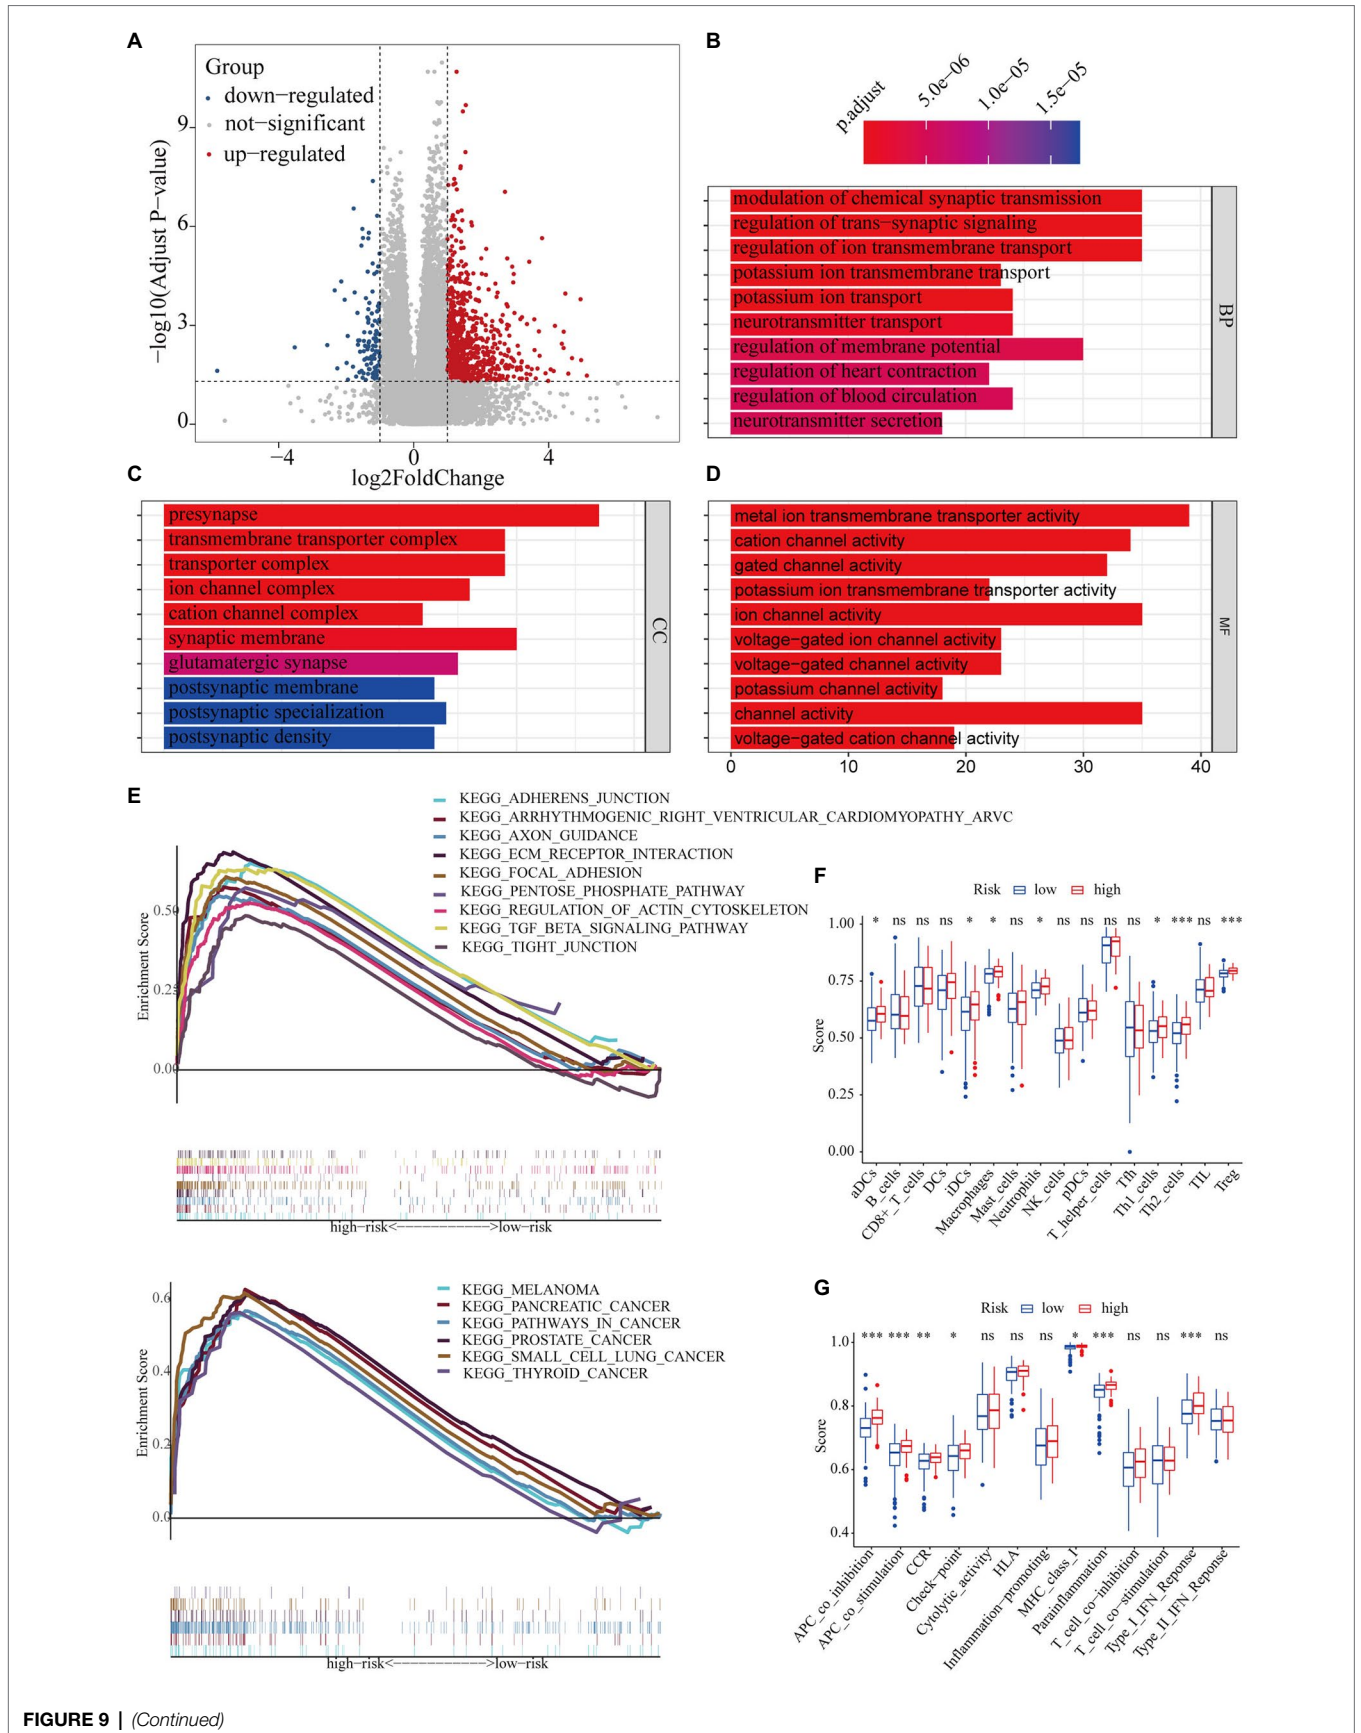 A
Group
down−regulated
not−significant
up−regulated
−log10(Adjust P−value)
9
6
3
0
−4
0
4
log2FoldChange
B
p.adjust
5.0e−06
1.0e−05
1.5e−05
modulation of chemical synaptic transmission
regulation of trans−synaptic signaling
regulation of ion transmembrane transport
potassium ion transmembrane transport
potassium ion transport
neurotransmitter transport
regulation of membrane potential
regulation of heart contraction
regulation of blood circulation
neurotransmitter secretion
BP
C
presynapse
transmembrane transporter complex
transporter complex
ion channel complex
cation channel complex
synaptic membrane
glutamatergic synapse
postsynaptic membrane
postsynaptic specialization
postsynaptic density
CC
D
metal ion transmembrane transporter activity
cation channel activity
gated channel activity
potassium ion transmembrane transporter activity
ion channel activity
voltage−gated ion channel activity
voltage−gated channel activity
potassium channel activity
channel activity
voltage−gated cation channel activity
MF
0
10
20
30
40
E
KEGG_ADHERENS_JUNCTION
KEGG_ARRHYTHMOGENIC_RIGHT_VENTRICULAR_CARDIOMYOPATHY_ARVC
KEGG_AXON_GUIDANCE
KEGG_ECM_RECEPTOR_INTERACTION
KEGG_FOCAL_ADHESION
KEGG_PENTOSE_PHOSPHATE_PATHWAY
KEGG_REGULATION_OF_ACTIN_CYTOSKELETON
KEGG_TGF_BETA_SIGNALING_PATHWAY
KEGG_TIGHT_JUNCTION
Enrichment Score
0.50
0.25
0.00
high−risk<−−−−−−−−−−−>low−risk
KEGG_MELANOMA
KEGG_PANCREATIC_CANCER
KEGG_PATHWAYS_IN_CANCER
KEGG_PROSTATE_CANCER
KEGG_SMALL_CELL_LUNG_CANCER
KEGG_THYROID_CANCER
Enrichment Score
0.6
0.4
0.2
0.0
high−risk<−−−−−−−−−−−>low−risk
F
Risk low high
* ns ns ns * * ns * ns ns ns ns * *** ns ***
Score
1.00
0.75
0.50
0.25
0.00
aDCs
B_cells
CD8+_T_cells
DCs
iDCs
Macrophages
Mast_cells
Neutrophils
NK_cells
pDCs
T_helper_cells
Tfh
Th1_cells
Th2_cells
TIL
Treg
G
Risk low high
*** *** ** * ns ns ns * *** ns ns *** ns
Score
1.0
0.8
0.6
0.4
APC_co_inhibition
APC_co_stimulation
CCR
Check−point
Cytolytic_activity
HLA
Inflammation−promoting
MHC_class_I
Parainflammation
T_cell_co−inhibition
T_cell_co−stimulation
Type_I_IFN_Reponse
Type_II_IFN_Reponse
FIGURE 9 | (Continued)